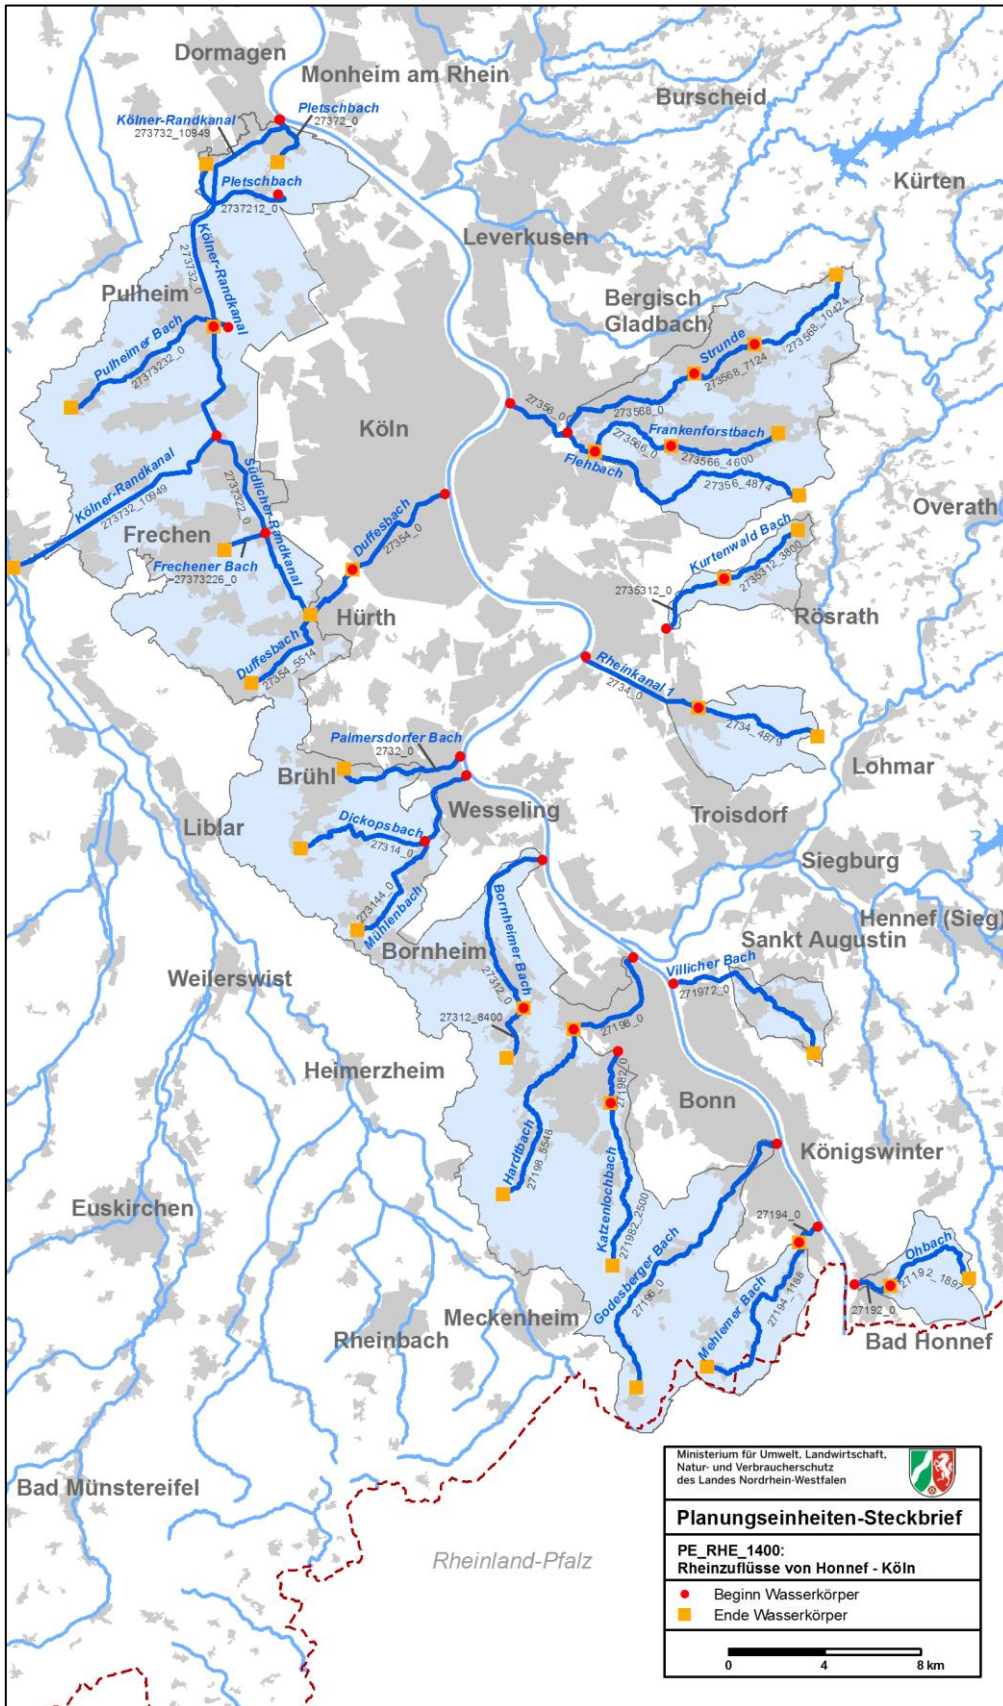 Dormagen
Monheim am Rhein
Burscheid
Kölner-Randkanal
273732_10949
Pletschbach
27372_0
Kürten
Pletschbach
2737212_0
Leverkusen
Kölner-Randkanal
273732_0
Pulheim
Bergisch
Gladbach
Pulheimer Bach
27373232_0
Strunde
273568_10424
273568_7124
273568_0
27356_0
Frankenforstbach
273566_0
273566_4600
Flehbach
27356_4874
Köln
Kölner-Randkanal
273732_10949
Südlicher Randkanal
2737322_0
Frechen
Frechener Bach
27373226_0
Duffesbach
27354_0
Overath
Kurtenwald Bach
2735312_3800
2735312_0
Rösrath
Hürth
Duffesbach
27354_5514
Rheinkanal 1
2734_0
2734_4879
Palmersdorfer Bach
2732_0
Brühl
Lohmar
Wesseling
Troisdorf
Liblar
Dickopsbach
27314_0
Siegburg
273144_0
Mühlenbach
Bornheimer Bach
27312_0
Hennef (Sieg)
Sankt Augustin
Bornheim
Villicher Bach
271972_0
Weilerswist
27312_8400
27198_0
Heimerzheim
271982_0
Bonn
Hardtbach
27198_5548
Königswinter
Euskirchen
Katzenlochbach
271982_2500
Godesberger Bach
27196_0
27194_0
Mehlemer Bach
27194_1188
Ohbach
27192_1897
27192_0
Meckenheim
Rheinbach
Bad Honnef
Bad Münstereifel
Rheinland-Pfalz
Ministerium für Umwelt, Landwirtschaft,
Natur- und Verbraucherschutz
des Landes Nordrhein-Westfalen
Planungseinheiten-Steckbrief
PE_RHE_1400:
Rheinzuflüsse von Honnef - Köln
Beginn Wasserkörper
Ende Wasserkörper
0 4 8 km